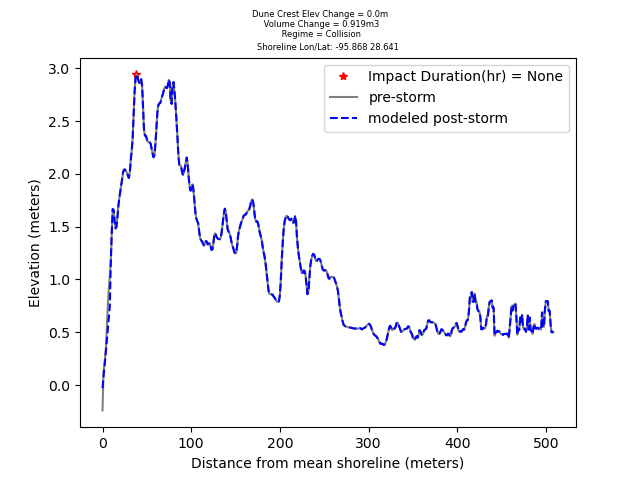 Dune Crest Elev Change = 0.0m
Volume Change = 0.919m3
Regime = Collision
Shoreline Lon/Lat: -95.868 28.641
Impact Duration(hr) = None
pre-storm
modeled post-storm
3.0
2.5
2.0
1.5
1.0
0.5
0.0
Elevation (meters)
0 100 200 300 400 500
Distance from mean shoreline (meters)